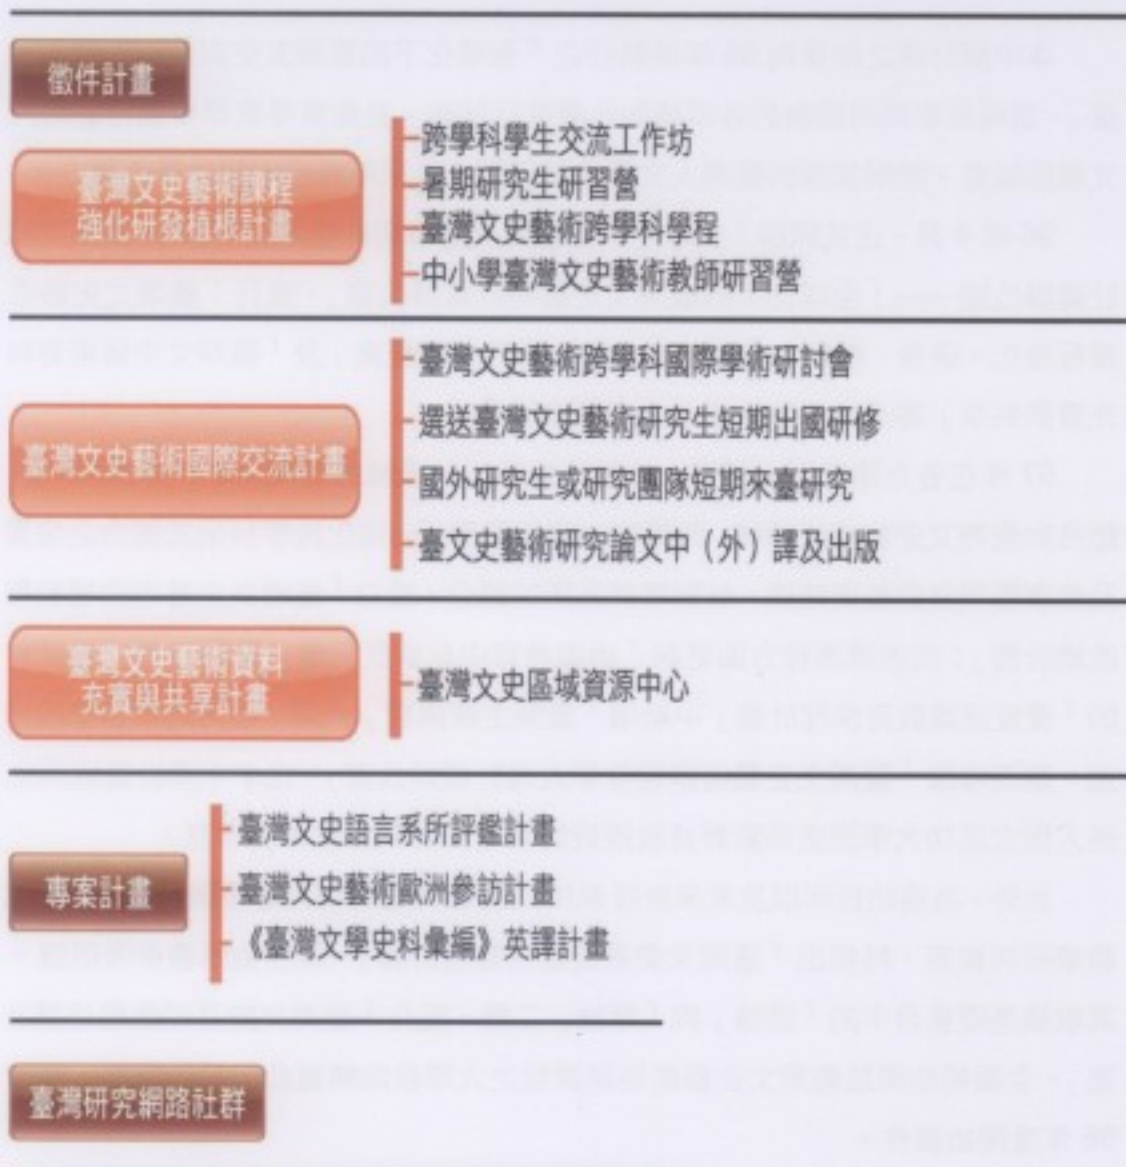 徵件計畫
臺灣文史藝術課程
強化研發植根計畫
跨學科學生交流工作坊
暑期研究生研習營
臺灣文史藝術跨學科學程
中小學臺灣文史藝術教師研習營
臺灣文史藝術國際交流計畫
臺灣文史藝術跨學科國際學術研討會
選送臺灣文史藝術研究生短期出國研修
國外研究生或研究團隊短期來臺研究
臺文史藝術研究論文中（外）譯及出版
臺灣文史藝術資料
充實與共享計畫
臺灣文史區域資源中心
專案計畫
臺灣文史語言系所評鑑計畫
臺灣文史藝術歐洲參訪計畫
《臺灣文學史料彙編》英譯計畫
臺灣研究網路社群